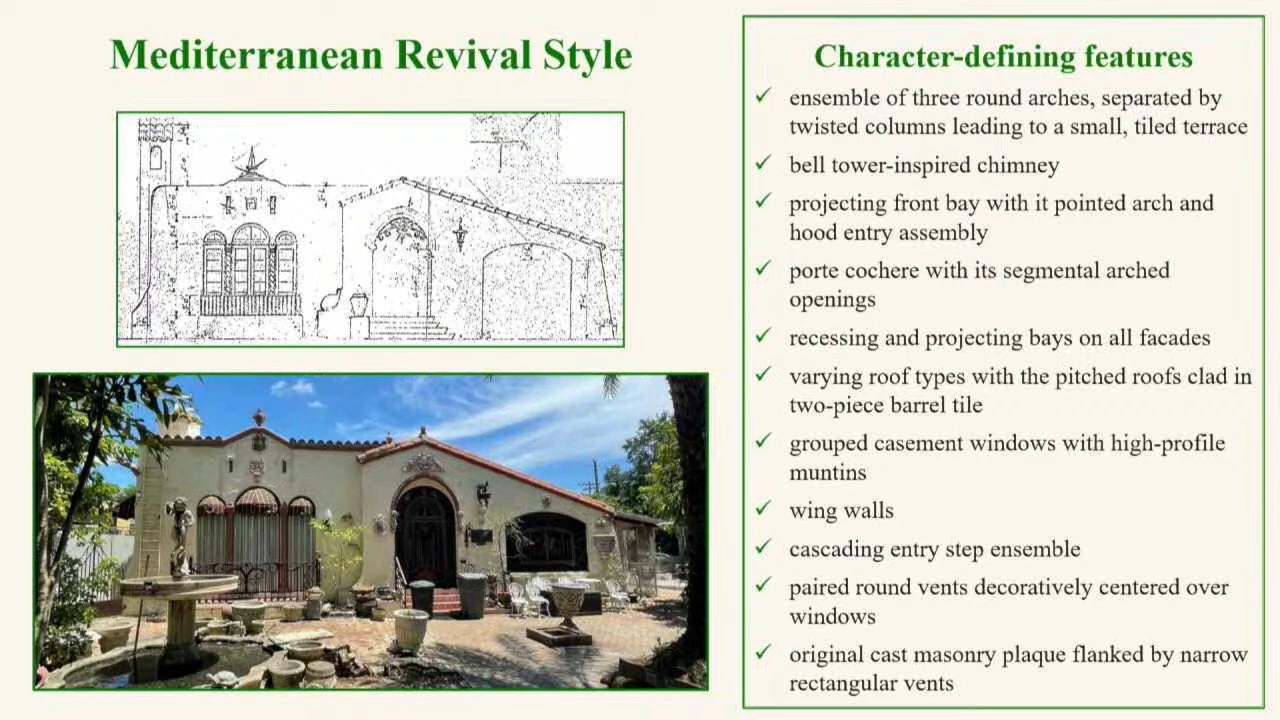 Mediterranean Revival Style
Character-defining features
ensemble of three round arches, separated by
twisted columns leading to a small, tiled terrace
bell tower-inspired chimney
projecting front bay with it pointed arch and
hood entry assembly
porte cochere with its segmental arched
openings
recessing and projecting bays on all facades
varying roof types with the pitched roofs clad in
two-piece barrel tile
grouped casement windows with high-profile
muntins
wing walls
cascading entry step ensemble
paired round vents decoratively centered over
windows
original cast masonry plaque flanked by narrow
rectangular vents